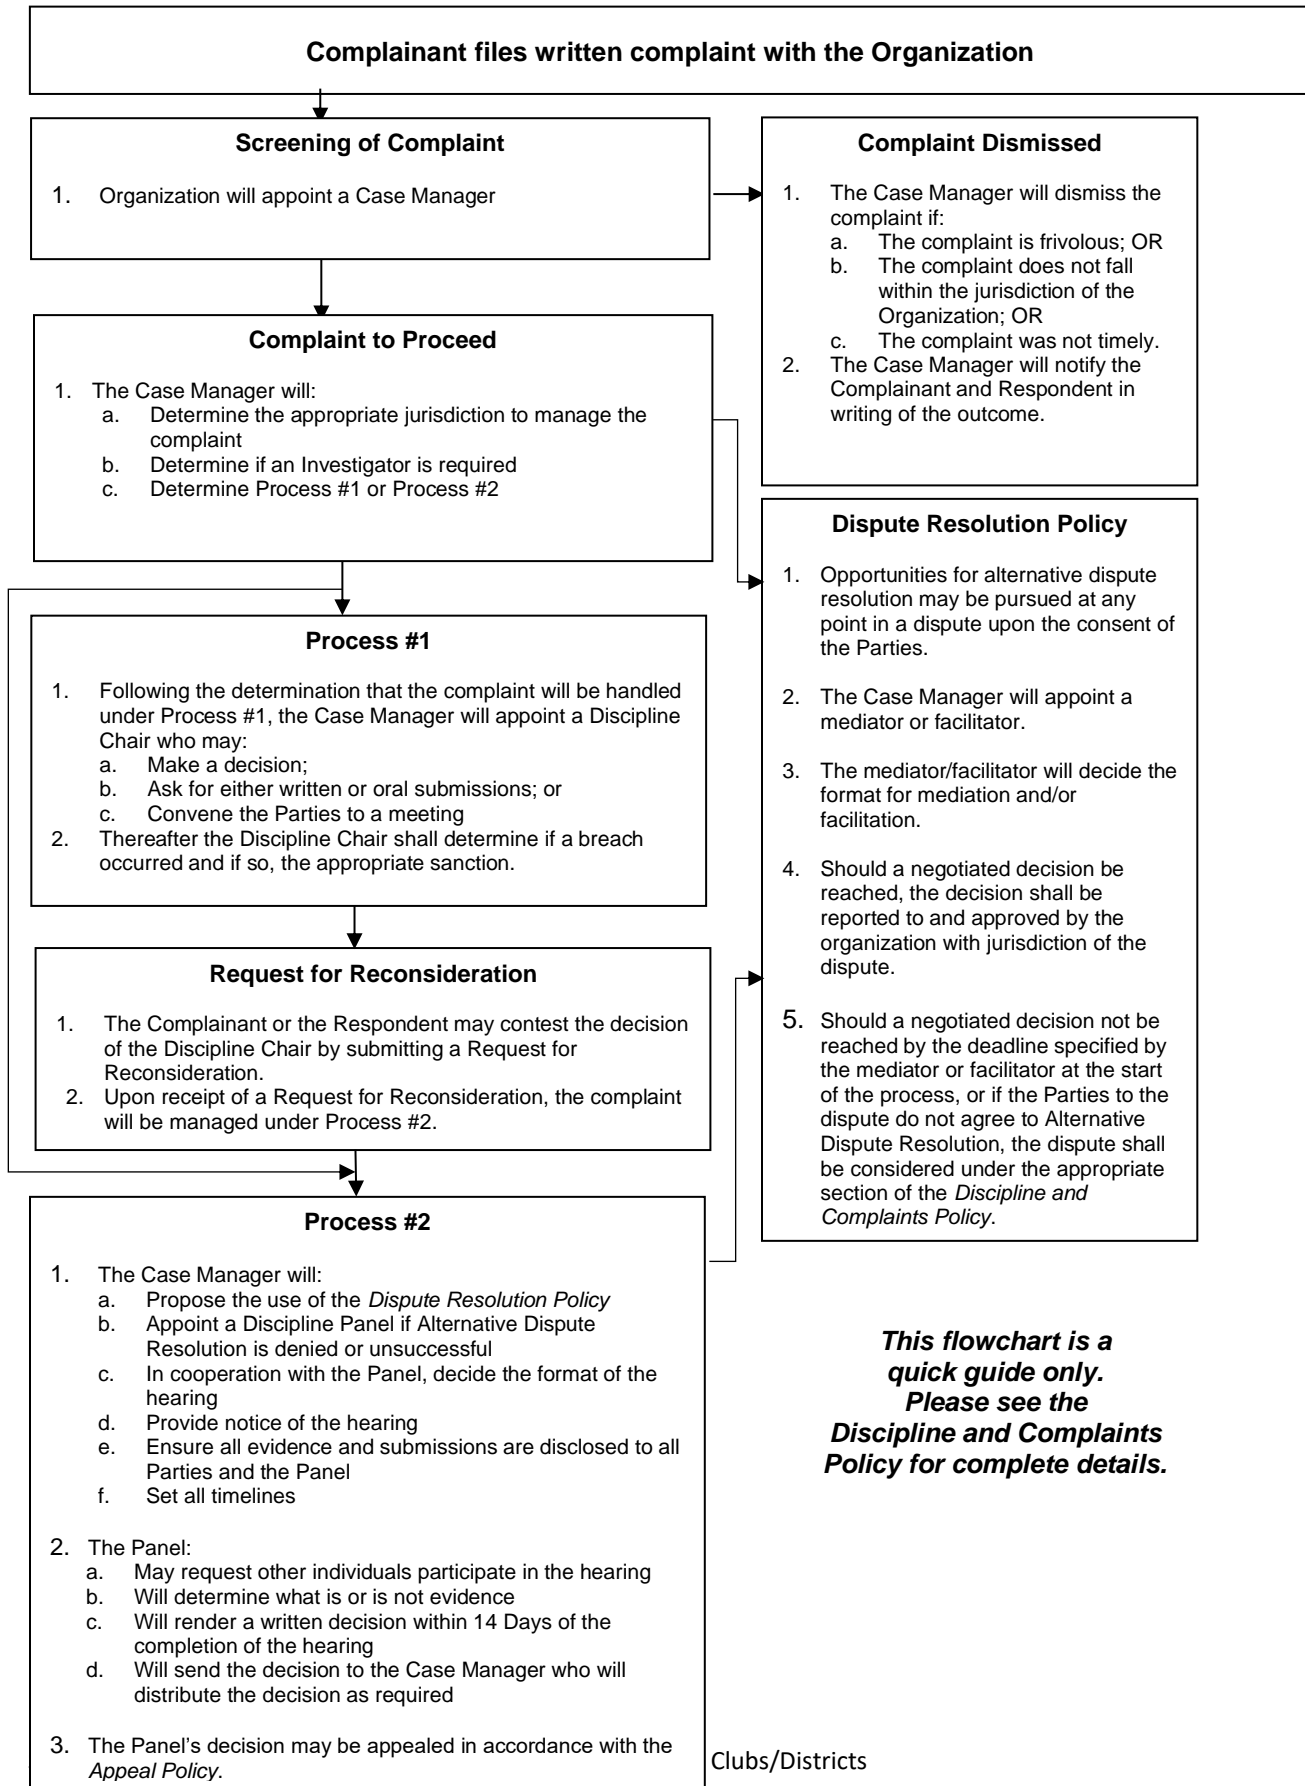 Complainant files written complaint with the Organization
Screening of Complaint
1. Organization will appoint a Case Manager
Complaint Dismissed
1. The Case Manager will dismiss the
complaint if:
a. The complaint is frivolous; OR
b. The complaint does not fall
within the jurisdiction of the
Organization; OR
c. The complaint was not timely.
2. The Case Manager will notify the
Complainant and Respondent in
writing of the outcome.
Complaint to Proceed
1. The Case Manager will:
a. Determine the appropriate jurisdiction to manage the
complaint
b. Determine if an Investigator is required
c. Determine Process #1 or Process #2
Dispute Resolution Policy
1. Opportunities for alternative dispute
resolution may be pursued at any
point in a dispute upon the consent of
the Parties.
2. The Case Manager will appoint a
mediator or facilitator.
3. The mediator/facilitator will decide the
format for mediation and/or
facilitation.
4. Should a negotiated decision be
reached, the decision shall be
reported to and approved by the
organization with jurisdiction of the
dispute.
5. Should a negotiated decision not be
reached by the deadline specified by
the mediator or facilitator at the start
of the process, or if the Parties to the
dispute do not agree to Alternative
Dispute Resolution, the dispute shall
be considered under the appropriate
section of the Discipline and
Complaints Policy.
Process #1
1. Following the determination that the complaint will be handled
under Process #1, the Case Manager will appoint a Discipline
Chair who may:
a. Make a decision;
b. Ask for either written or oral submissions; or
c. Convene the Parties to a meeting
2. Thereafter the Discipline Chair shall determine if a breach
occurred and if so, the appropriate sanction.
Request for Reconsideration
1. The Complainant or the Respondent may contest the decision
of the Discipline Chair by submitting a Request for
Reconsideration.
2. Upon receipt of a Request for Reconsideration, the complaint
will be managed under Process #2.
Process #2
1. The Case Manager will:
a. Propose the use of the Dispute Resolution Policy
b. Appoint a Discipline Panel if Alternative Dispute
Resolution is denied or unsuccessful
c. In cooperation with the Panel, decide the format of the
hearing
d. Provide notice of the hearing
e. Ensure all evidence and submissions are disclosed to all
Parties and the Panel
f. Set all timelines
2. The Panel:
a. May request other individuals participate in the hearing
b. Will determine what is or is not evidence
c. Will render a written decision within 14 Days of the
completion of the hearing
d. Will send the decision to the Case Manager who will
distribute the decision as required
3. The Panel's decision may be appealed in accordance with the
Appeal Policy.
This flowchart is a
quick guide only.
Please see the
Discipline and Complaints
Policy for complete details.
Clubs/Districts